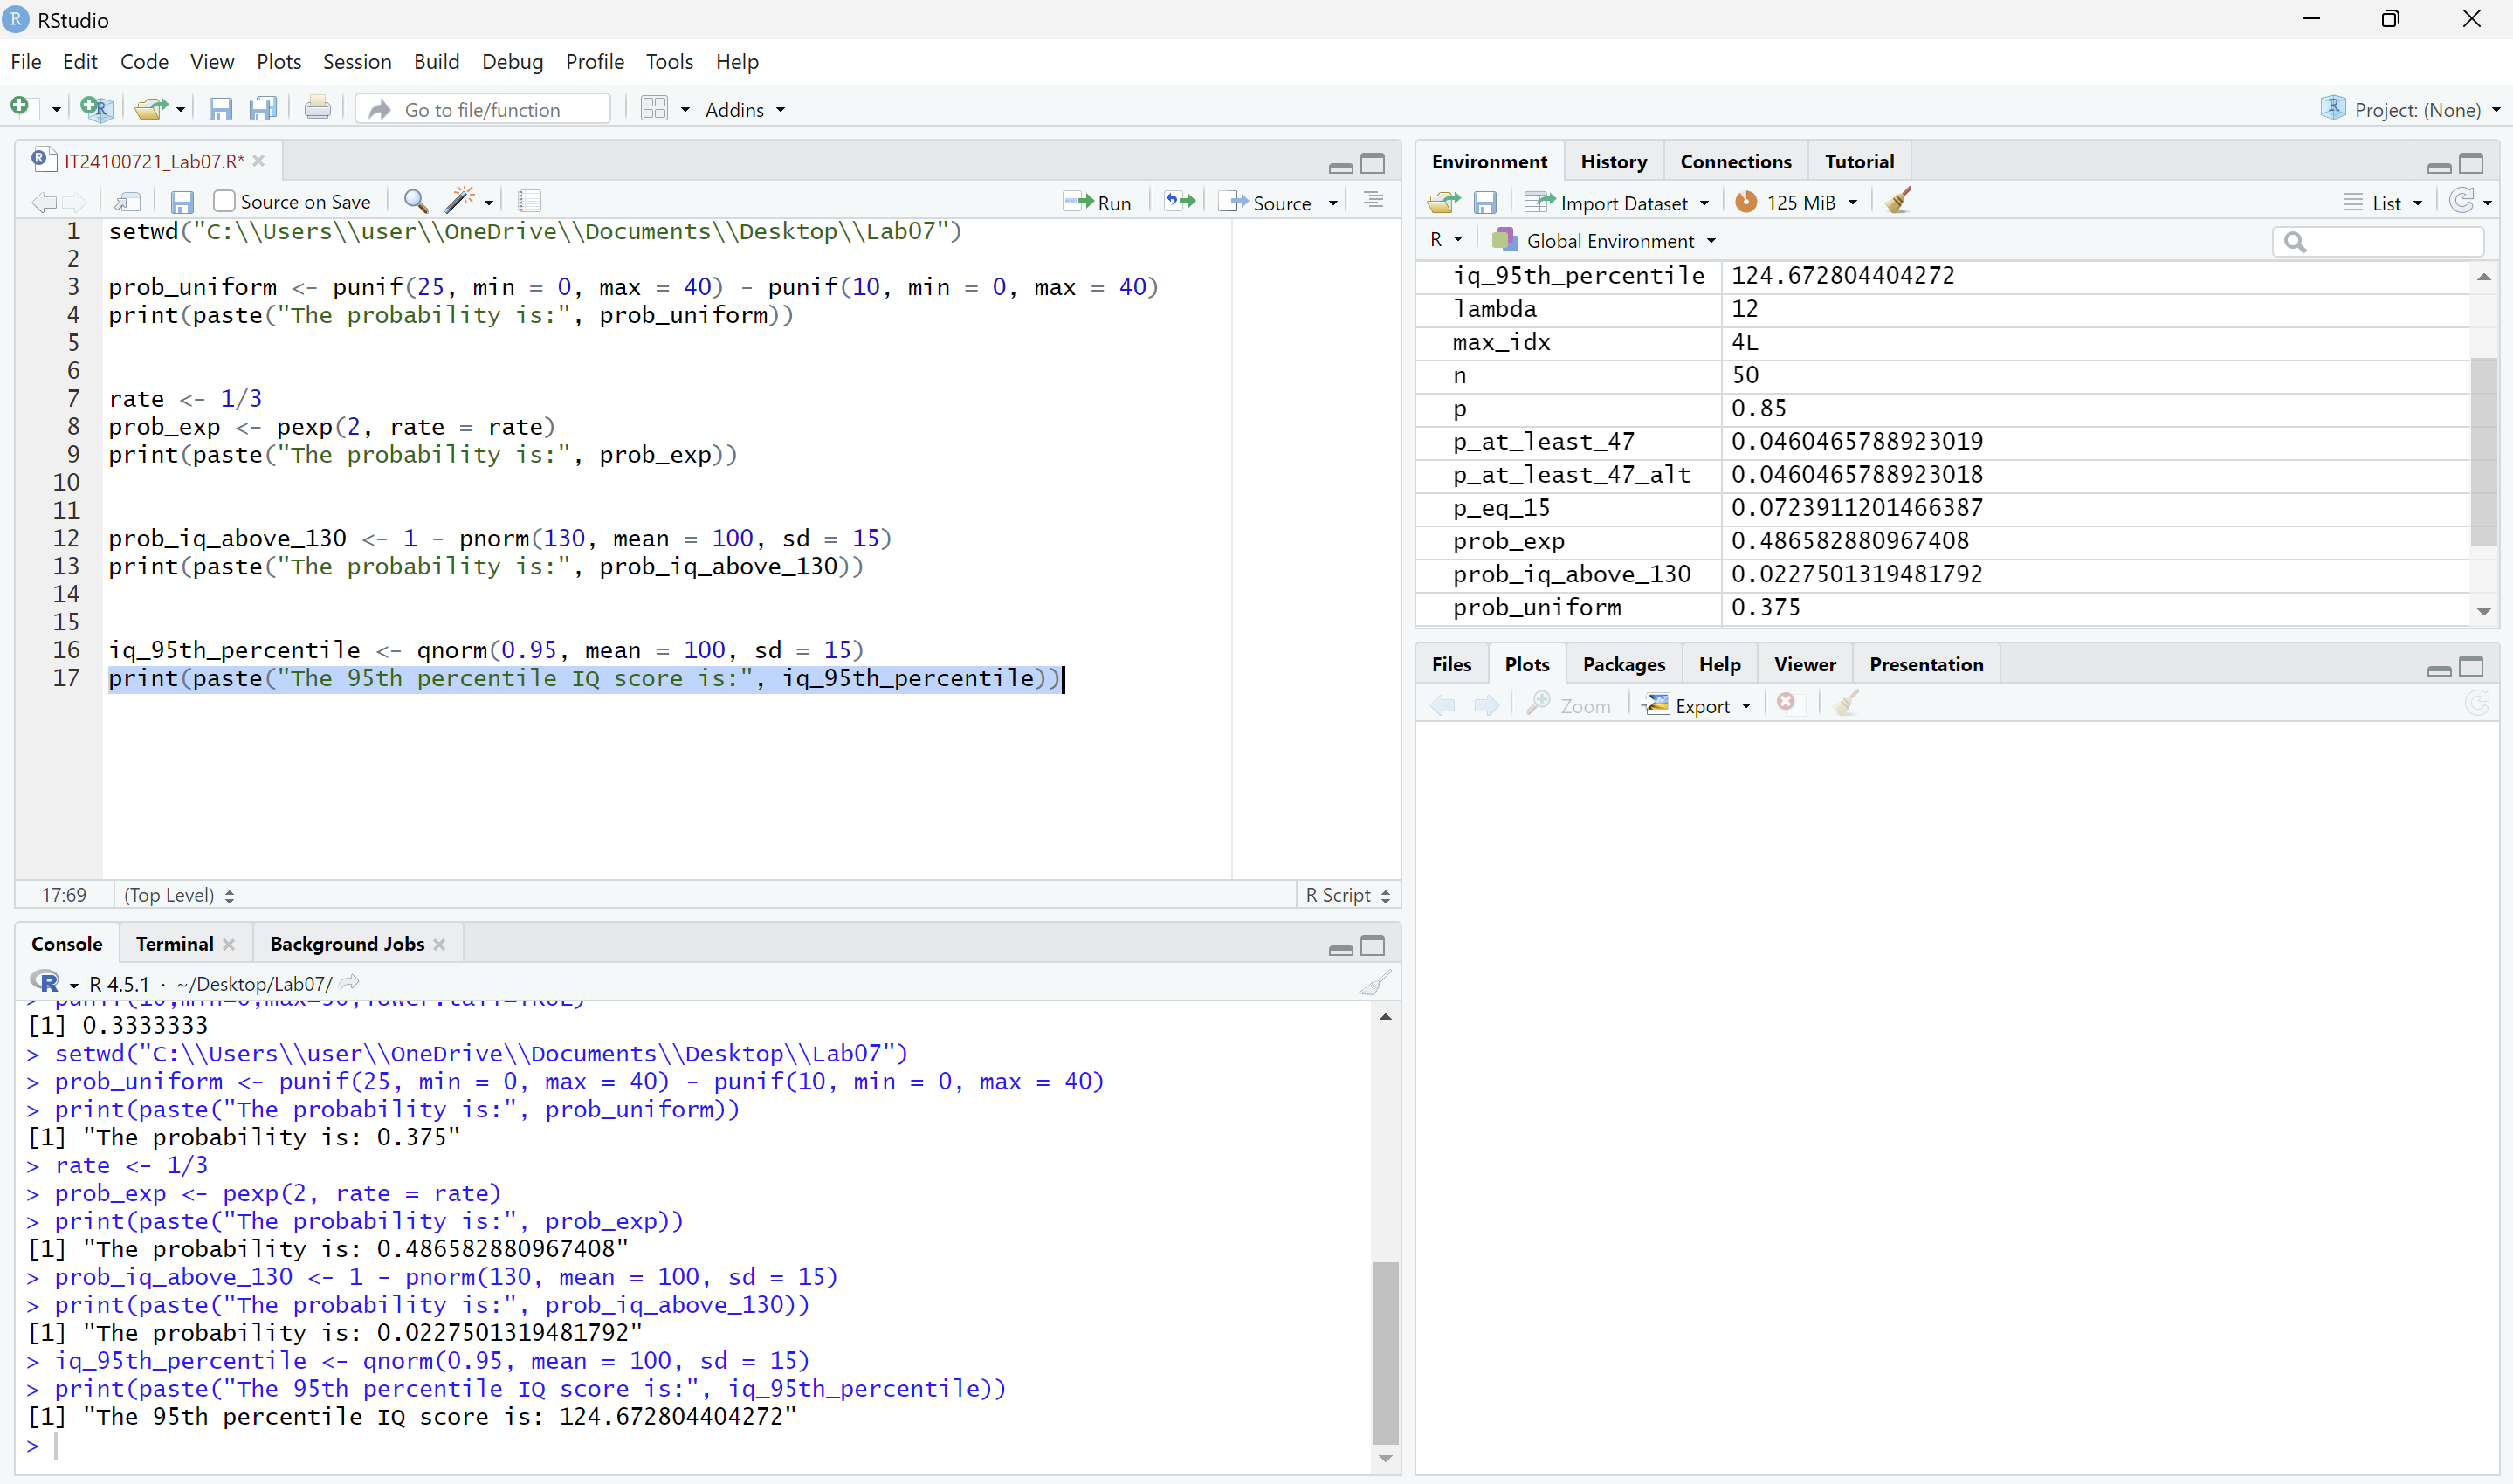 RStudio
File Edit Code View Plots Session Build Debug Profile Tools Help
Go to file/function Addins Project: (None)
IT24100721_Lab07.R*
Source on Save Run Source
1 setwd("C:\\Users\\user\\OneDrive\\Documents\\Desktop\\Lab07")
2
3 prob_uniform <- punif(25, min = 0, max = 40) - punif(10, min = 0, max = 40)
4 print(paste("The probability is:", prob_uniform))
5
6
7 rate <- 1/3
8 prob_exp <- pexp(2, rate = rate)
9 print(paste("The probability is:", prob_exp))
10
11
12 prob_iq_above_130 <- 1 - pnorm(130, mean = 100, sd = 15)
13 print(paste("The probability is:", prob_iq_above_130))
14
15
16 iq_95th_percentile <- qnorm(0.95, mean = 100, sd = 15)
17 print(paste("The 95th percentile IQ score is:", iq_95th_percentile))
17:69 (Top Level) R Script
Console Terminal Background Jobs
R 4.5.1 · ~/Desktop/Lab07/
[1] 0.3333333
> setwd("C:\\Users\\user\\OneDrive\\Documents\\Desktop\\Lab07")
> prob_uniform <- punif(25, min = 0, max = 40) - punif(10, min = 0, max = 40)
> print(paste("The probability is:", prob_uniform))
[1] "The probability is: 0.375"
> rate <- 1/3
> prob_exp <- pexp(2, rate = rate)
> print(paste("The probability is:", prob_exp))
[1] "The probability is: 0.486582880967408"
> prob_iq_above_130 <- 1 - pnorm(130, mean = 100, sd = 15)
> print(paste("The probability is:", prob_iq_above_130))
[1] "The probability is: 0.0227501319481792"
> iq_95th_percentile <- qnorm(0.95, mean = 100, sd = 15)
> print(paste("The 95th percentile IQ score is:", iq_95th_percentile))
[1] "The 95th percentile IQ score is: 124.672804404272"
>
Environment History Connections Tutorial
Import Dataset 125 MiB List
R Global Environment
iq_95th_percentile 124.672804404272
lambda 12
max_idx 4L
n 50
p 0.85
p_at_least_47 0.0460465788923019
p_at_least_47_alt 0.0460465788923018
p_eq_15 0.0723911201466387
prob_exp 0.486582880967408
prob_iq_above_130 0.0227501319481792
prob_uniform 0.375
Files Plots Packages Help Viewer Presentation
Zoom Export